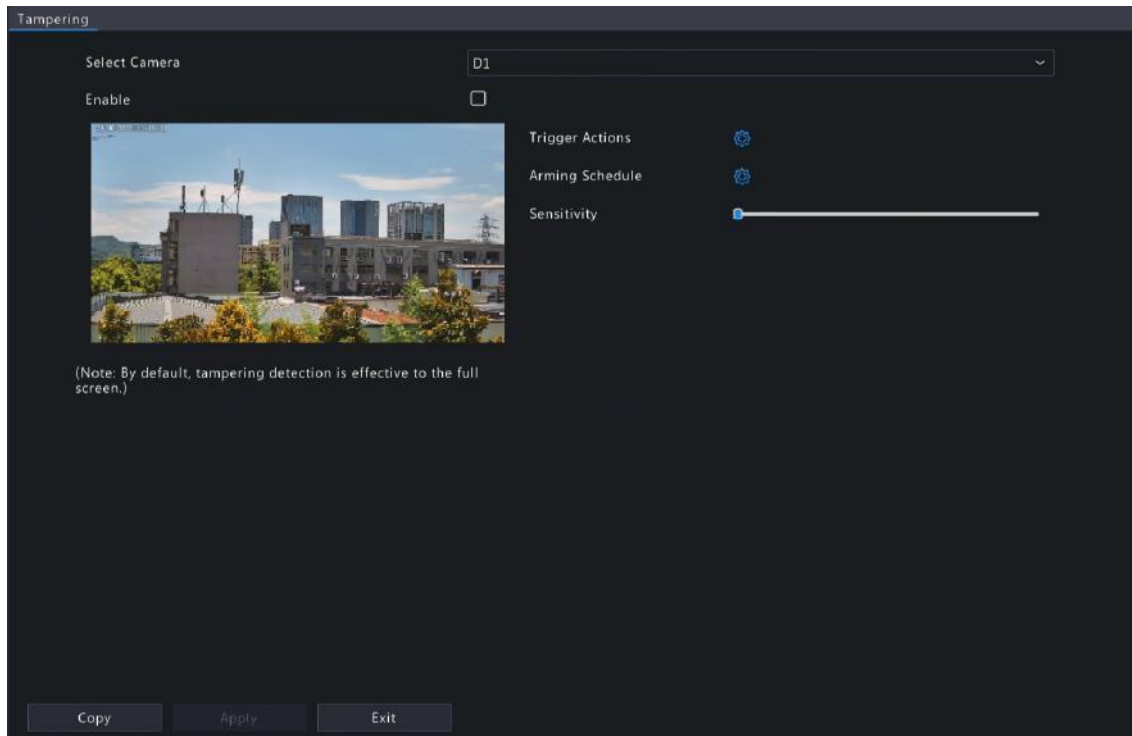 Tampering
Select Camera
D1
Enable
Trigger Actions
Arming Schedule
Sensitivity
(Note: By default, tampering detection is effective to the full
screen.)
Copy
Apply
Exit